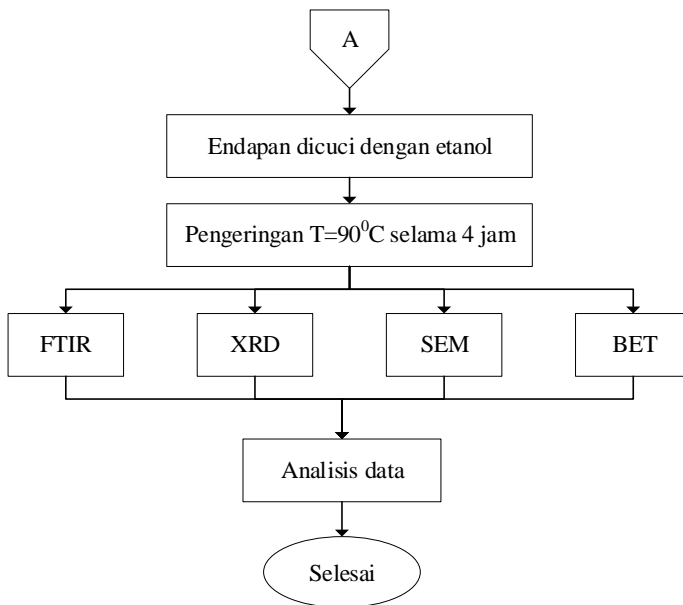 A
Endapan dicuci dengan etanol
Pengeringan T=90⁰C selama 4 jam
FTIR
XRD
SEM
BET
Analisis data
Selesai